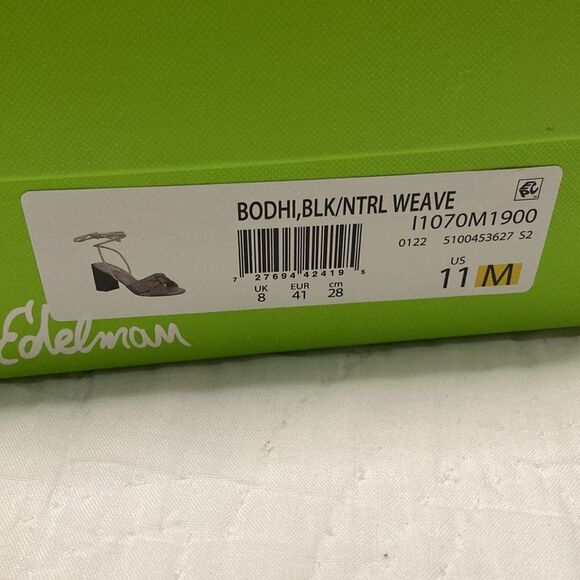 BODHI,BLK/NTRL WEAVE
I1070M1900
0122 5100453627 S2
7 27694 42419 5
UK EUR cm
8 41 28
US
11 M
Edelman